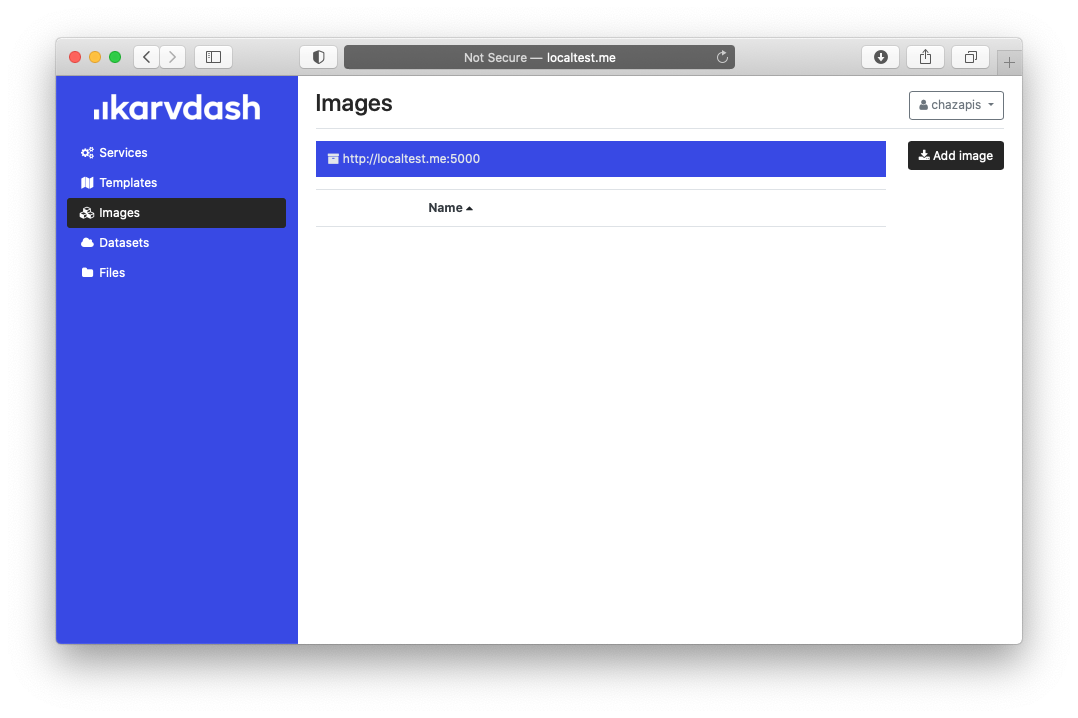 Not Secure — localtest.me
karvdash
Services
Templates
Images
Datasets
Files
Images
chazapis
http://localtest.me:5000
Add image
Name